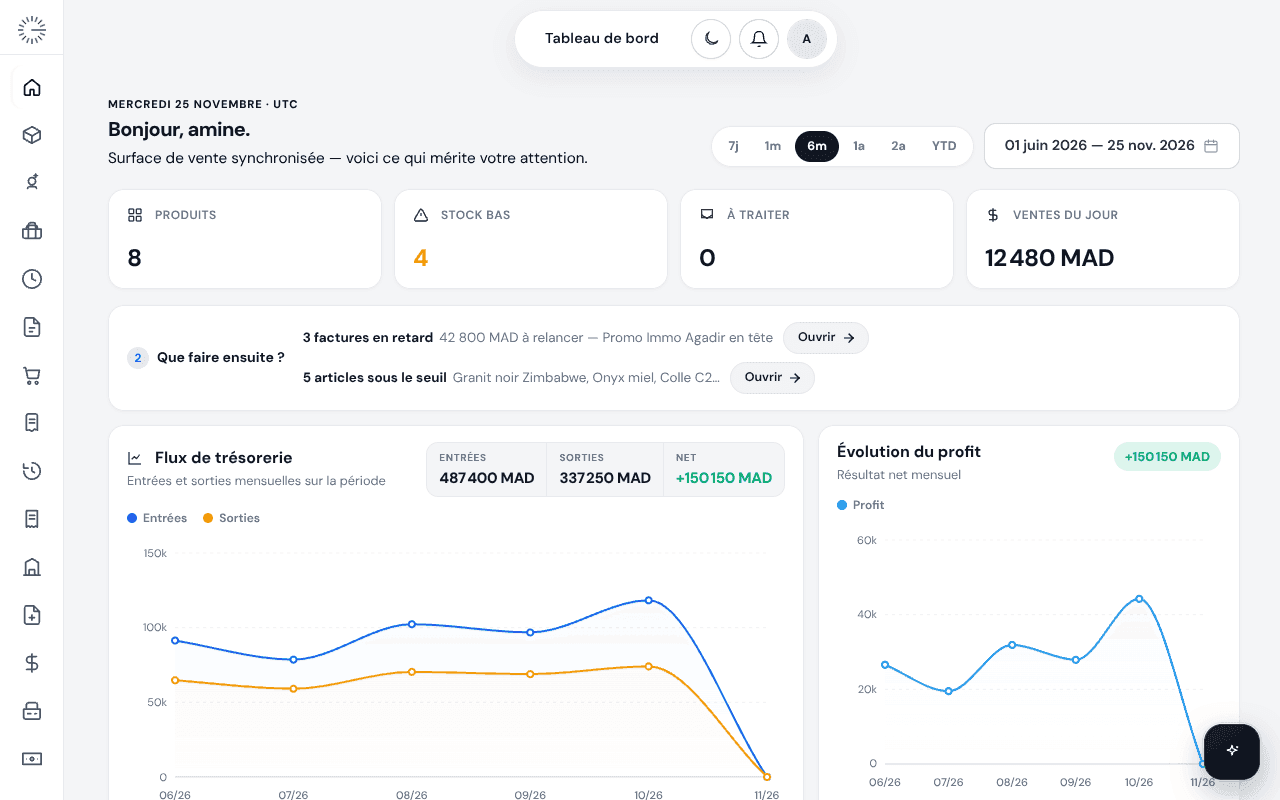 Tableau de bord
A
MERCREDI 25 NOVEMBRE · UTC
Bonjour, amine.
Surface de vente synchronisée — voici ce qui mérite votre attention.
7j 1m 6m 1a 2a YTD
01 juin 2026 — 25 nov. 2026
PRODUITS
8
STOCK BAS
4
À TRAITER
0
VENTES DU JOUR
12 480 MAD
2 Que faire ensuite ?
3 factures en retard 42 800 MAD à relancer — Promo Immo Agadir en tête Ouvrir →
5 articles sous le seuil Granit noir Zimbabwe, Onyx miel, Colle C2... Ouvrir →
Flux de trésorerie
Entrées et sorties mensuelles sur la période
ENTRÉES
487 400 MAD
SORTIES
337 250 MAD
NET
+150 150 MAD
Entrées Sorties
150k
100k
50k
0
06/26 07/26 08/26 09/26 10/26 11/26
Évolution du profit
Résultat net mensuel
+150 150 MAD
Profit
60k
40k
20k
0
06/26 07/26 08/26 09/26 10/26 11/26